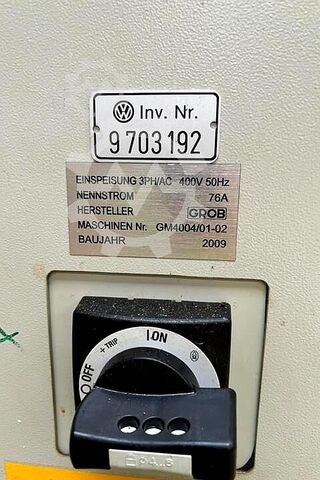 Inv. Nr.
9 703 192
EINSPEISUNG 3PH/AC 400V 50Hz
NENNSTROM 76A
HERSTELLER GROB
MASCHINEN Nr. GM4004/01-02
BAUJAHR 2009
I ON
+ TRIP
OFF